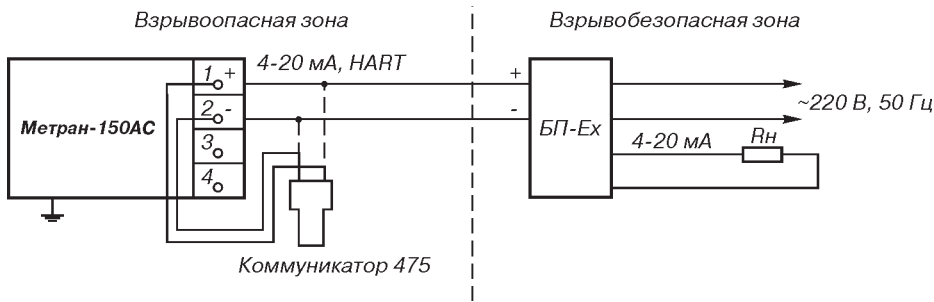 Взрывоопасная зона
Взрывобезопасная зона
4-20 мА, HART
1 +
2 -
3
4
Метран-150АС
+
-
БП-Ex
~220 В, 50 Гц
4-20 мА
Rн
Коммуникатор 475